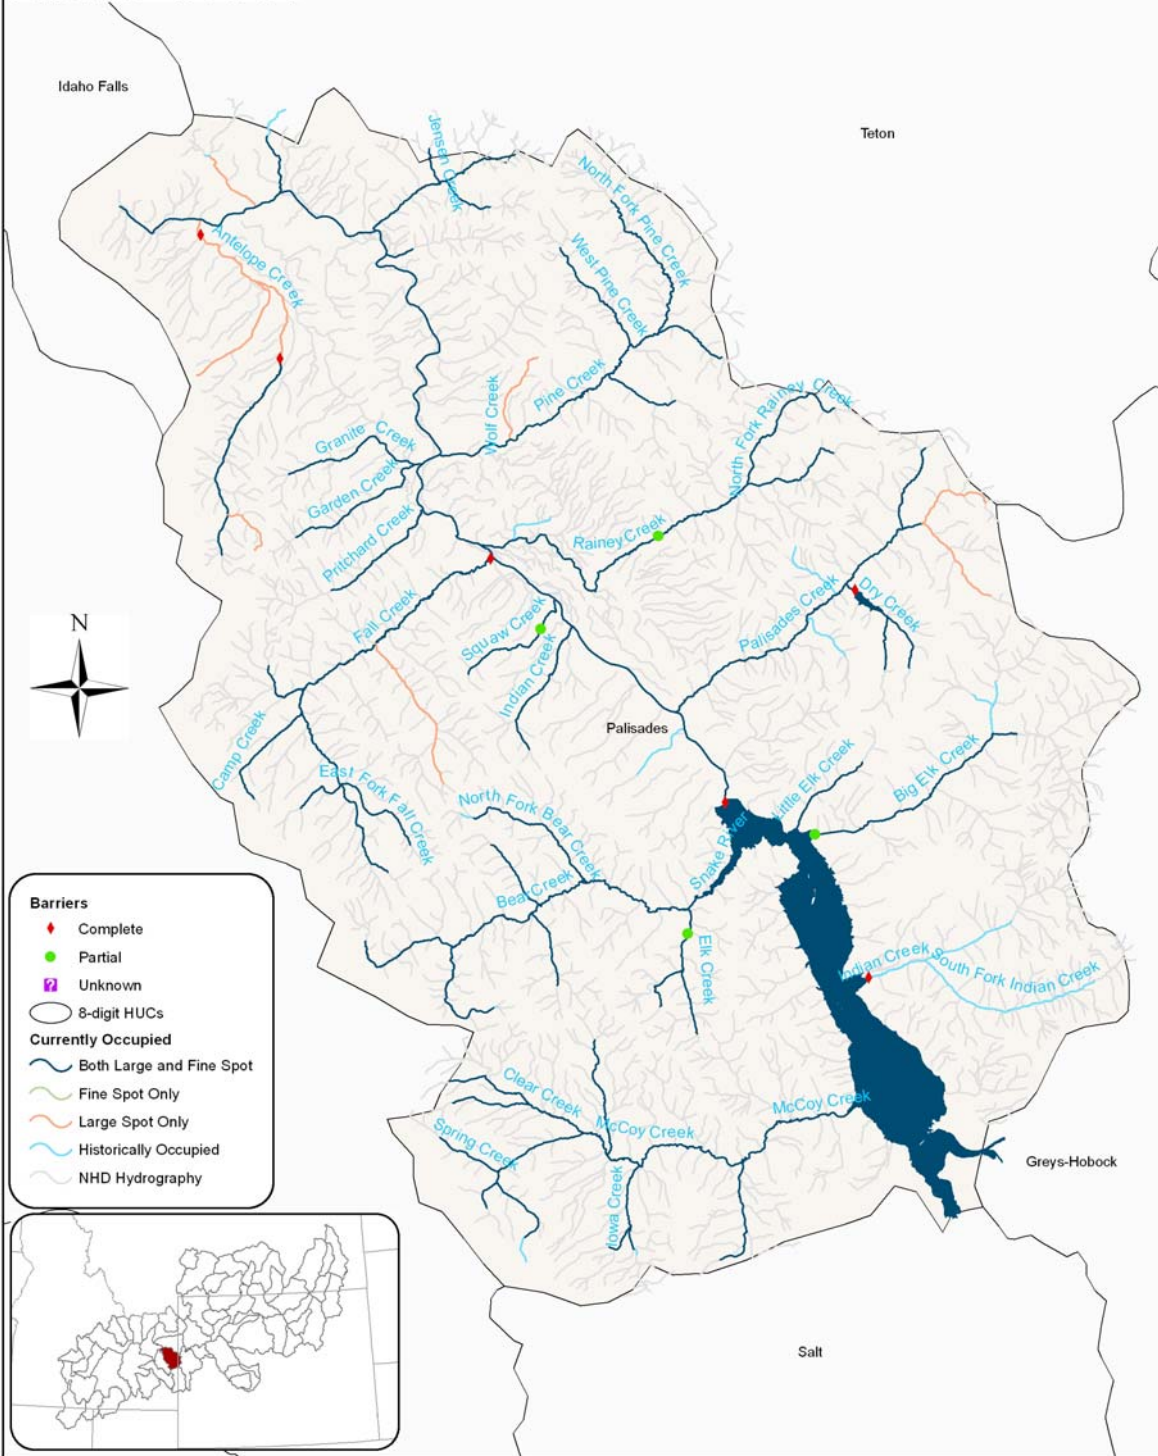 Idaho Falls
Teton
Jensen Creek
North Fork Pine Creek
West Pine Creek
Antelope Creek
Wolf Creek
Pine Creek
North Fork Rainey Creek
Granite Creek
Garden Creek
Pritchard Creek
Rainey Creek
Fall Creek
Squaw Creek
Indian Creek
Palisades Creek
Dry Creek
N
Palisades
Camp Creek
East Fork Fall Creek
North Fork Bear Creek
Bear Creek
Snake River
Little Elk Creek
Big Elk Creek
Elk Creek
Indian Creek
South Fork Indian Creek
Clear Creek
Spring Creek
McCoy Creek
McCoy Creek
Iowa Creek
Greys-Hobock
Salt
Barriers
Complete
Partial
?
Unknown
8-digit HUCs
Currently Occupied
Both Large and Fine Spot
Fine Spot Only
Large Spot Only
Historically Occupied
NHD Hydrography